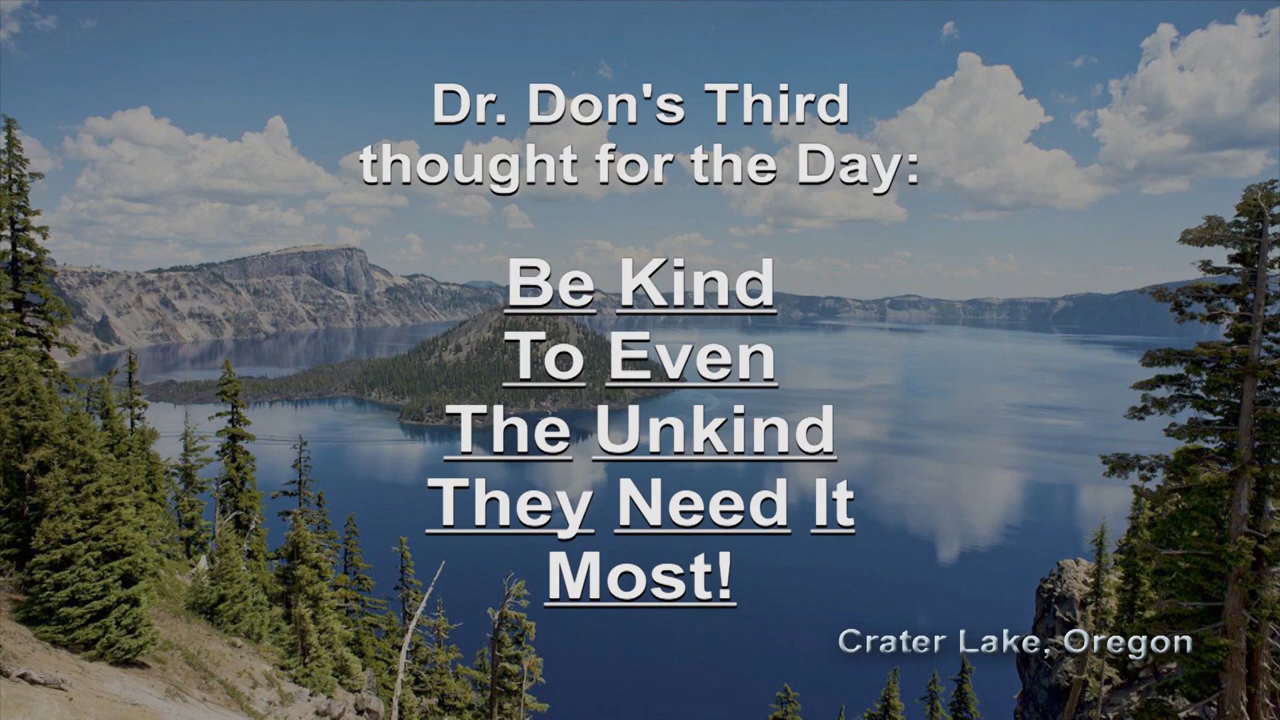 Dr. Don's Third
thought for the Day:
Be Kind
To Even
The Unkind
They Need It
Most!
Crater Lake, Oregon